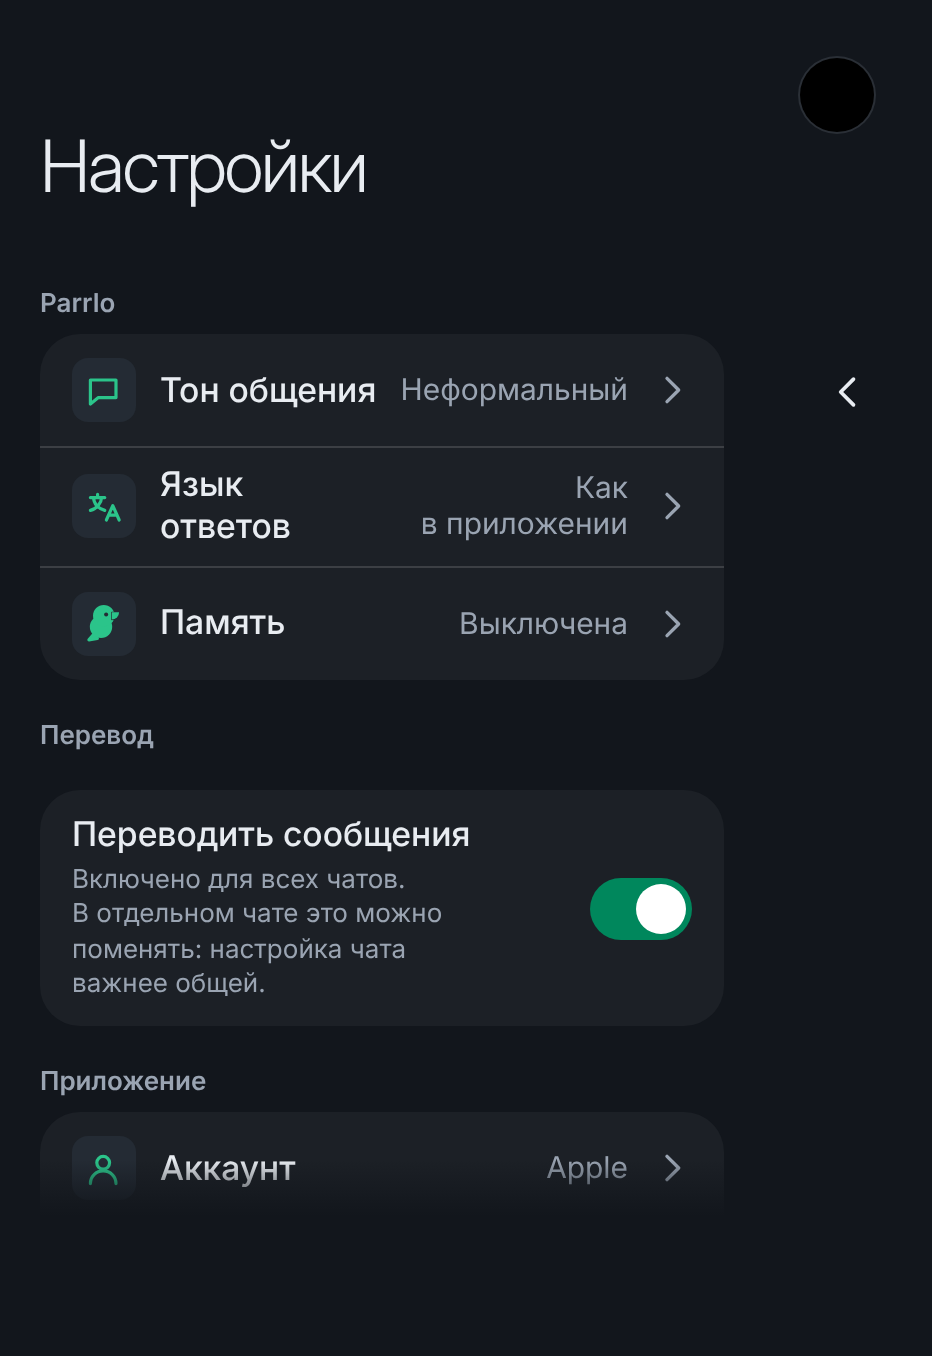 Настройки
Parrlo
Тон общения Неформальный
Язык
ответов
Как
в приложении
Память Выключена
Перевод
Переводить сообщения
Включено для всех чатов.
В отдельном чате это можно
поменять: настройка чата
важнее общей.
Приложение
Аккаунт Apple